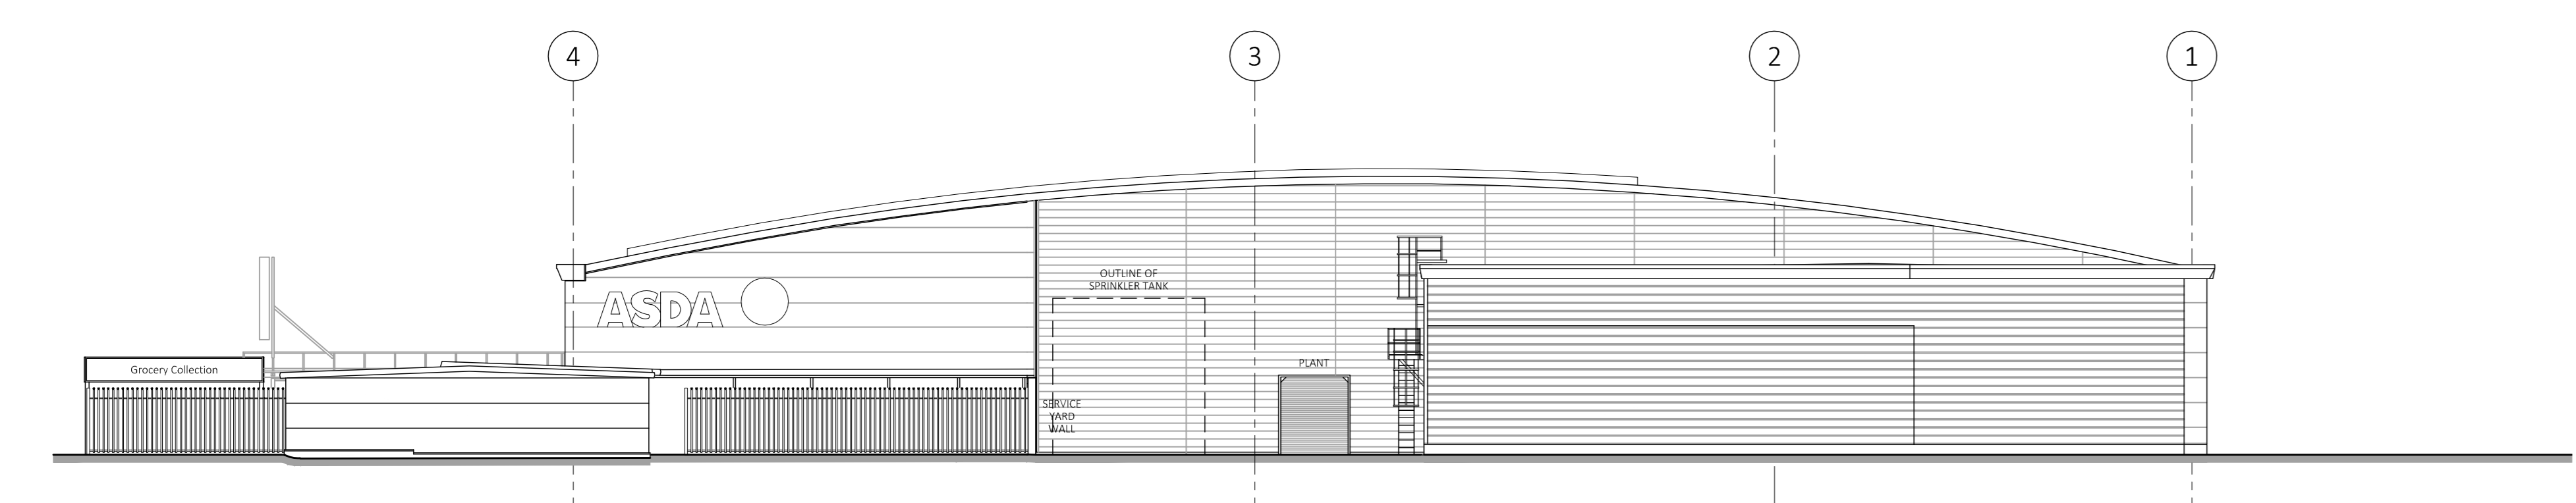 4
3
2
1
OUTLINE OF
SPRINKLER TANK
ASDA
PLANT
Grocery Collection
SERVICE
YARD
WALL